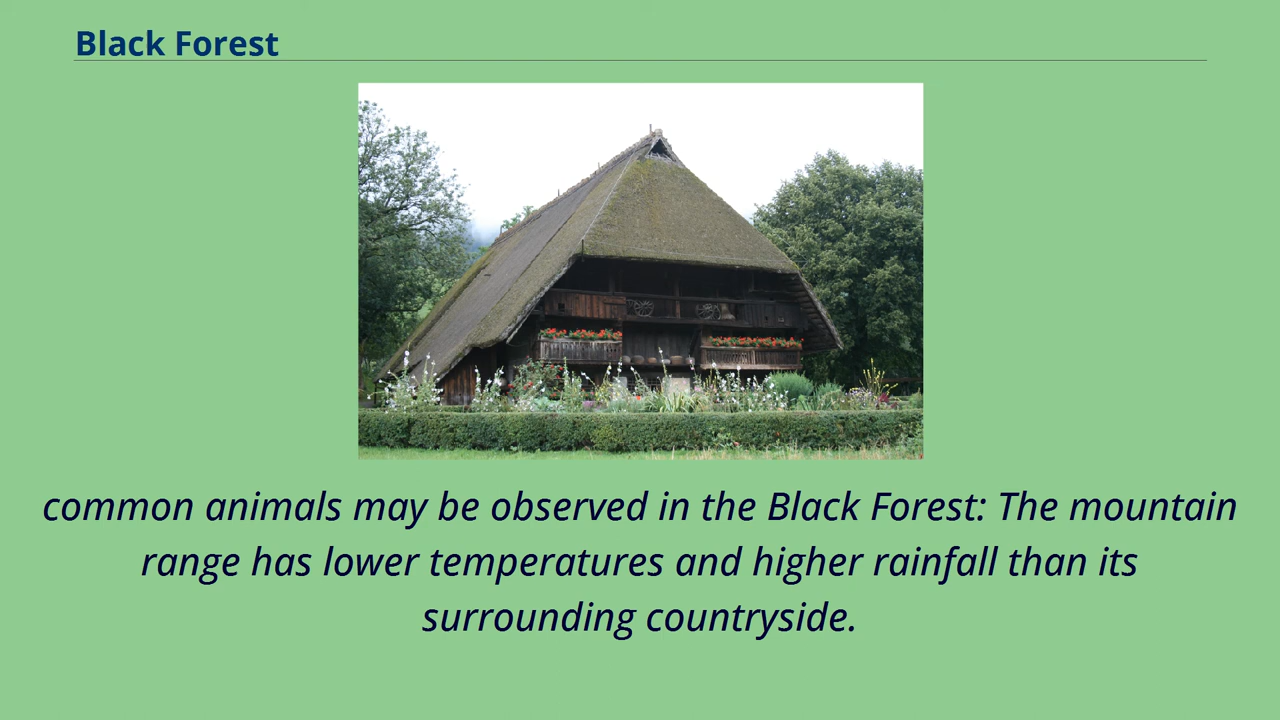 Black Forest
common animals may be observed in the Black Forest: The mountain
range has lower temperatures and higher rainfall than its
surrounding countryside.